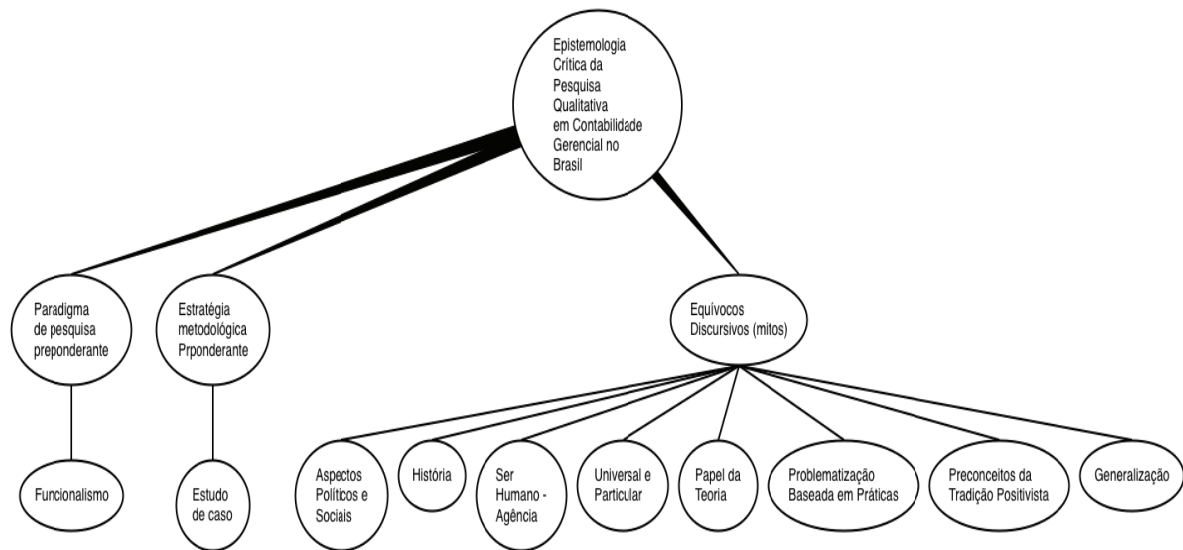 Epistemologia
Crítica da
Pesquisa
Qualitativa
em Contabilidade
Gerencial no
Brasil
Paradigma
de pesquisa
preponderante
Estratégia
metodológica
Prponderante
Equívocos
Discursivos (mitos)
Funcionalismo
Estudo
de caso
Aspectos
Políticos e
Sociais
História
Ser
Humano -
Agência
Universal e
Particular
Papel da
Teoria
Problematização
Baseada em Práticas
Preconceitos da
Tradição Positivista
Generalização